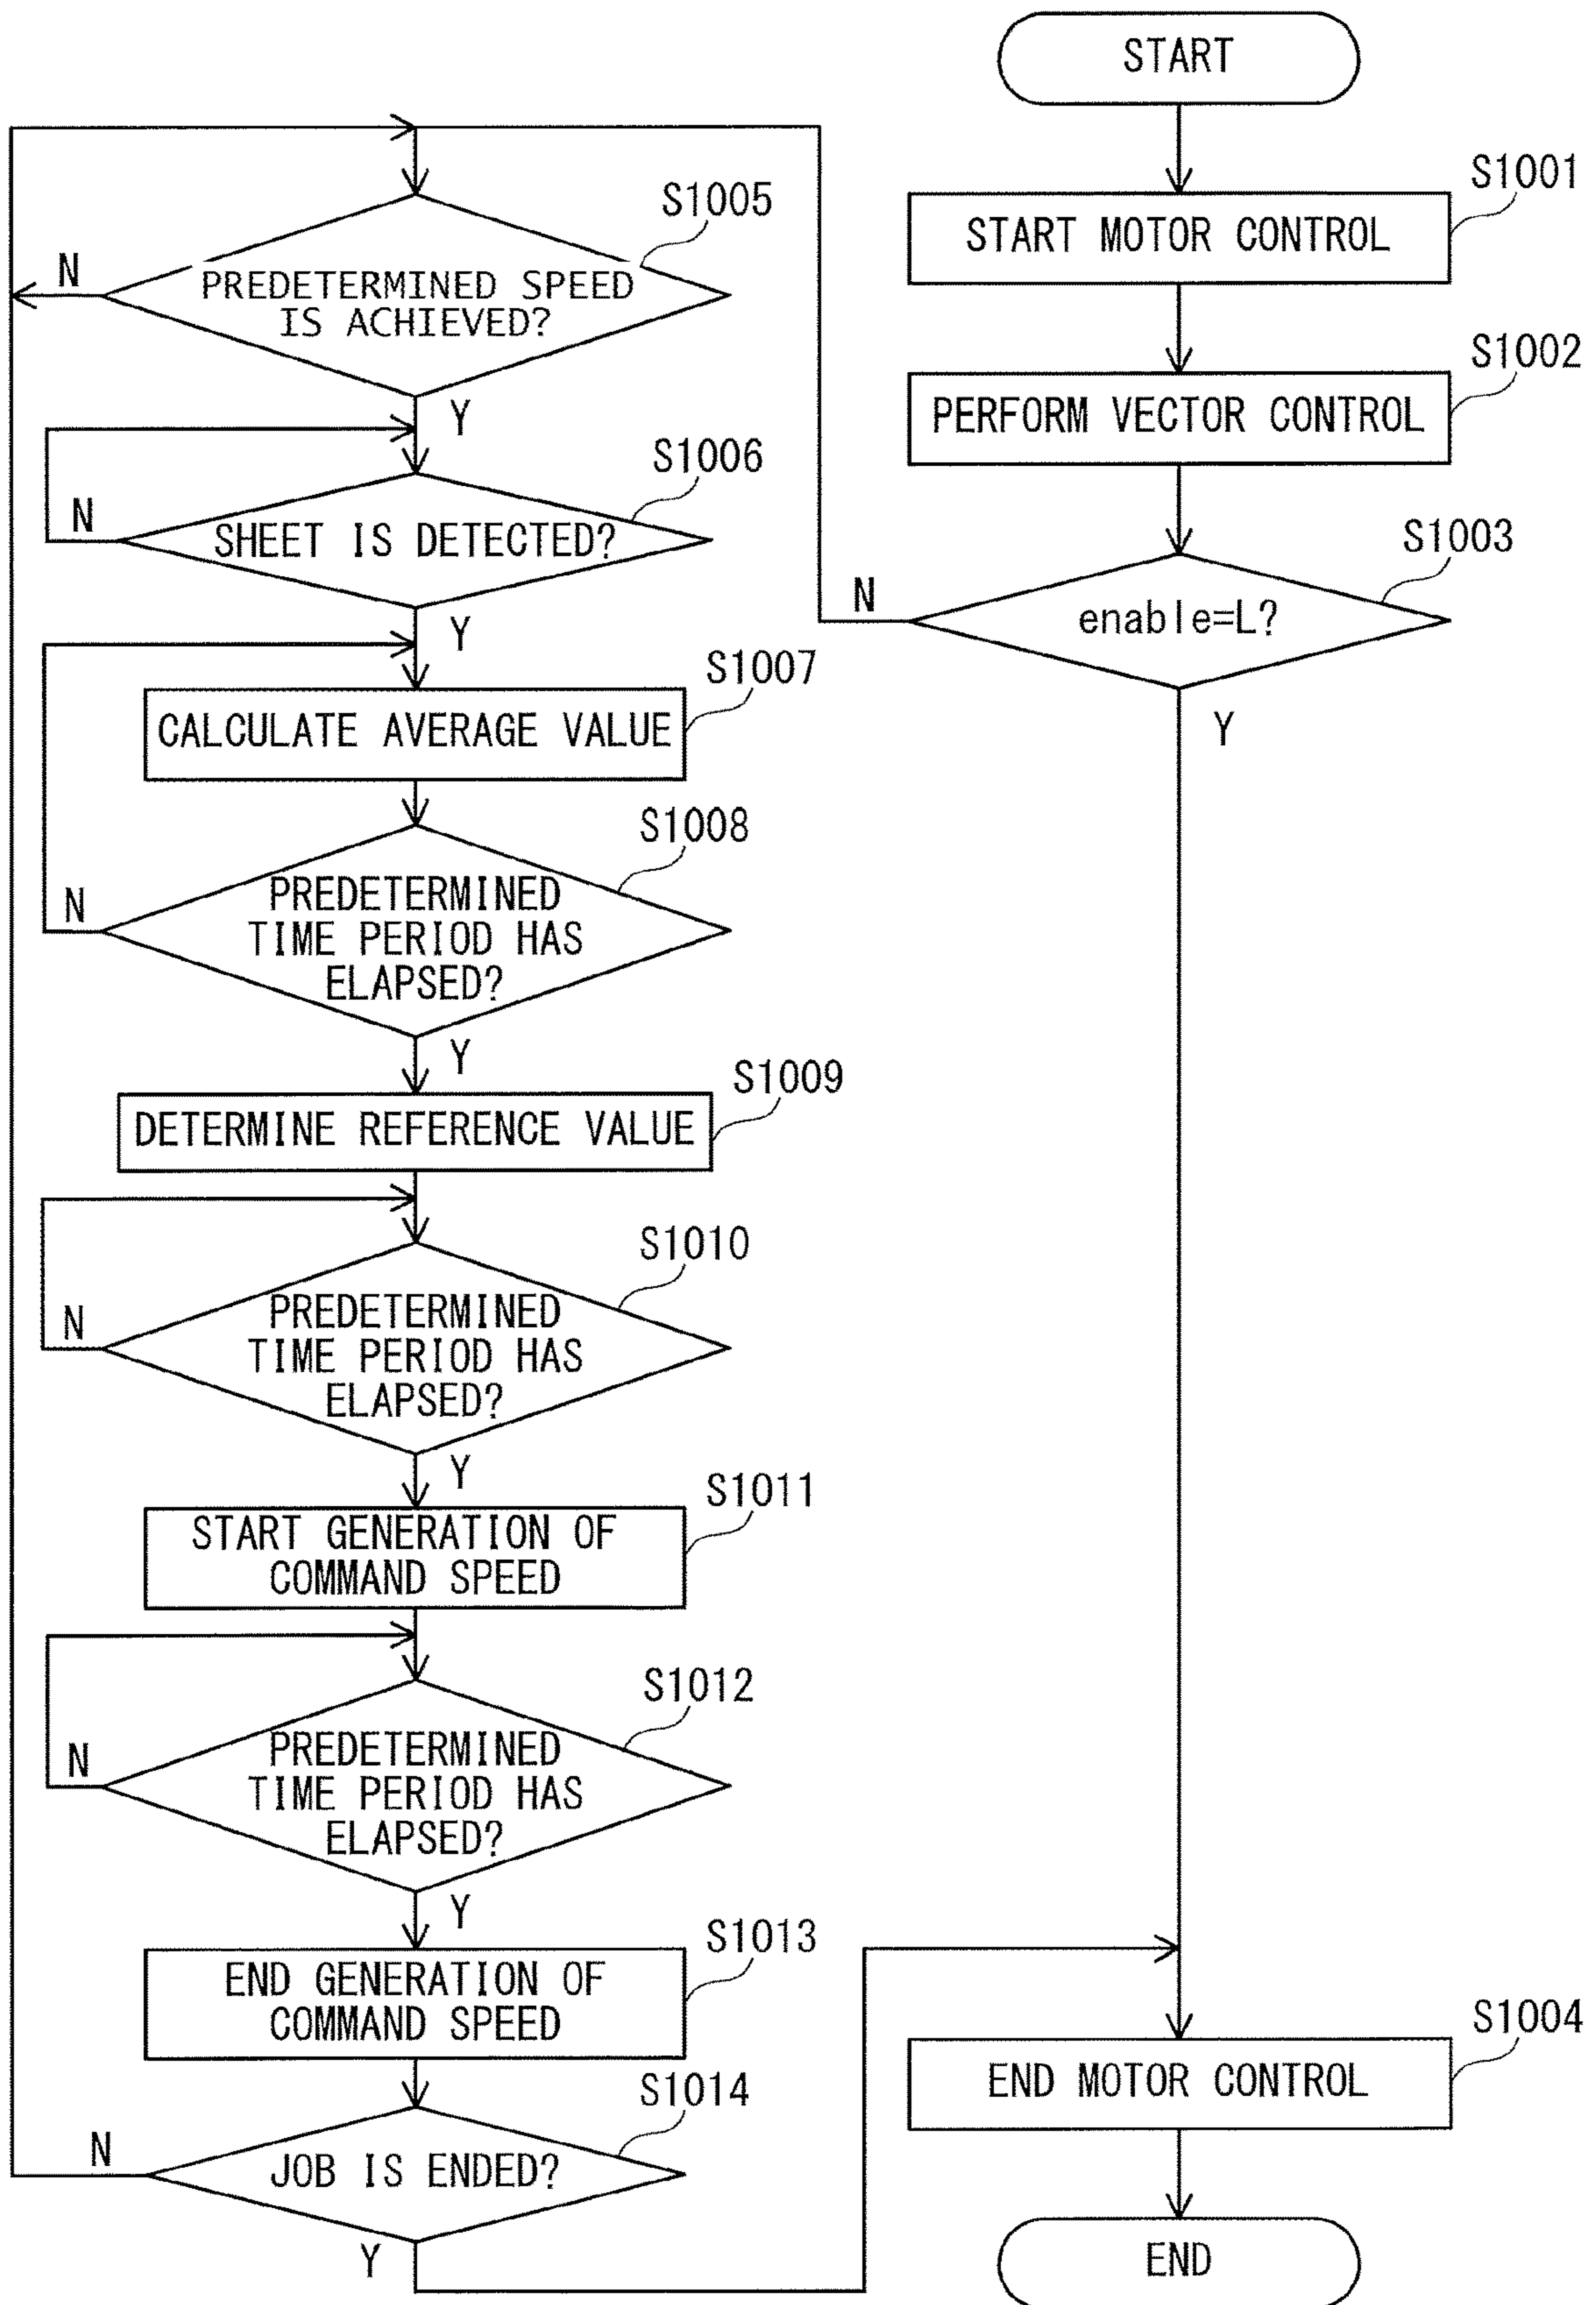 START
S1001
START MOTOR CONTROL
S1002
PERFORM VECTOR CONTROL
S1003
enable=L?
N
Y
S1005
PREDETERMINED SPEED
IS ACHIEVED?
N
Y
S1006
SHEET IS DETECTED?
N
Y
S1007
CALCULATE AVERAGE VALUE
S1008
PREDETERMINED
TIME PERIOD HAS
ELAPSED?
N
Y
S1009
DETERMINE REFERENCE VALUE
S1010
PREDETERMINED
TIME PERIOD HAS
ELAPSED?
N
Y
S1011
START GENERATION OF
COMMAND SPEED
S1012
PREDETERMINED
TIME PERIOD HAS
ELAPSED?
N
Y
S1013
END GENERATION OF
COMMAND SPEED
S1014
JOB IS ENDED?
N
Y
S1004
END MOTOR CONTROL
END